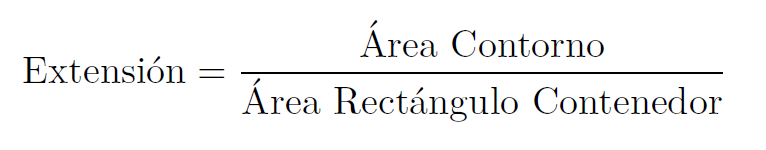 Extensión = Área Contorno
Área Rectángulo Contenedor